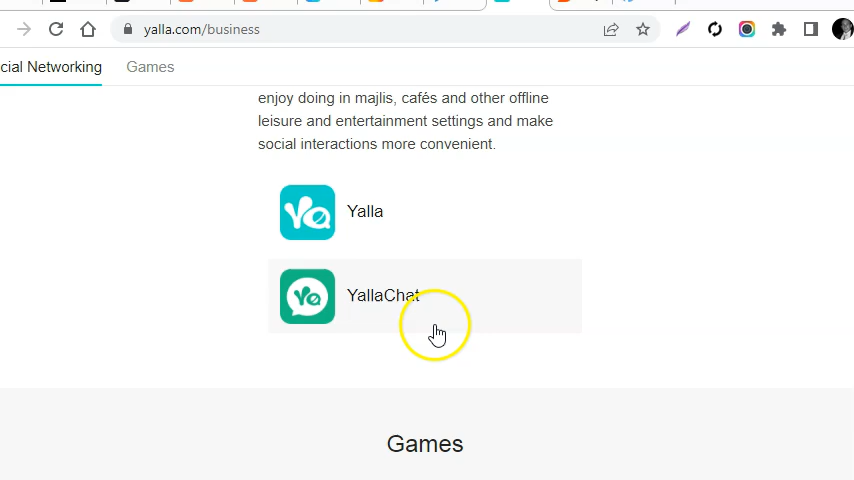 yalla.com/business
cial Networking Games
enjoy doing in majlis, cafés and other offline
leisure and entertainment settings and make
social interactions more convenient.
Yalla
YallaChat
Games